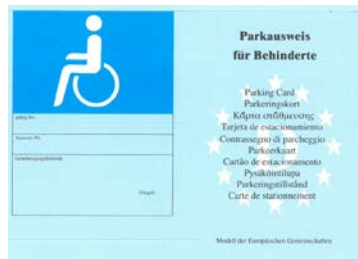 Parkausweis
für Behinderte
Parking Card
Parkeringskort
Κάρτα στάθμευσης
Tarjeta de estacionamiento
Contrassegno di parcheggio
Parkeerkaart
Cartão de estacionamento
Pysäköintilupa
Parkeringstillstånd
Carte de stationnement
Modell der Europäischen Gemeinschaften